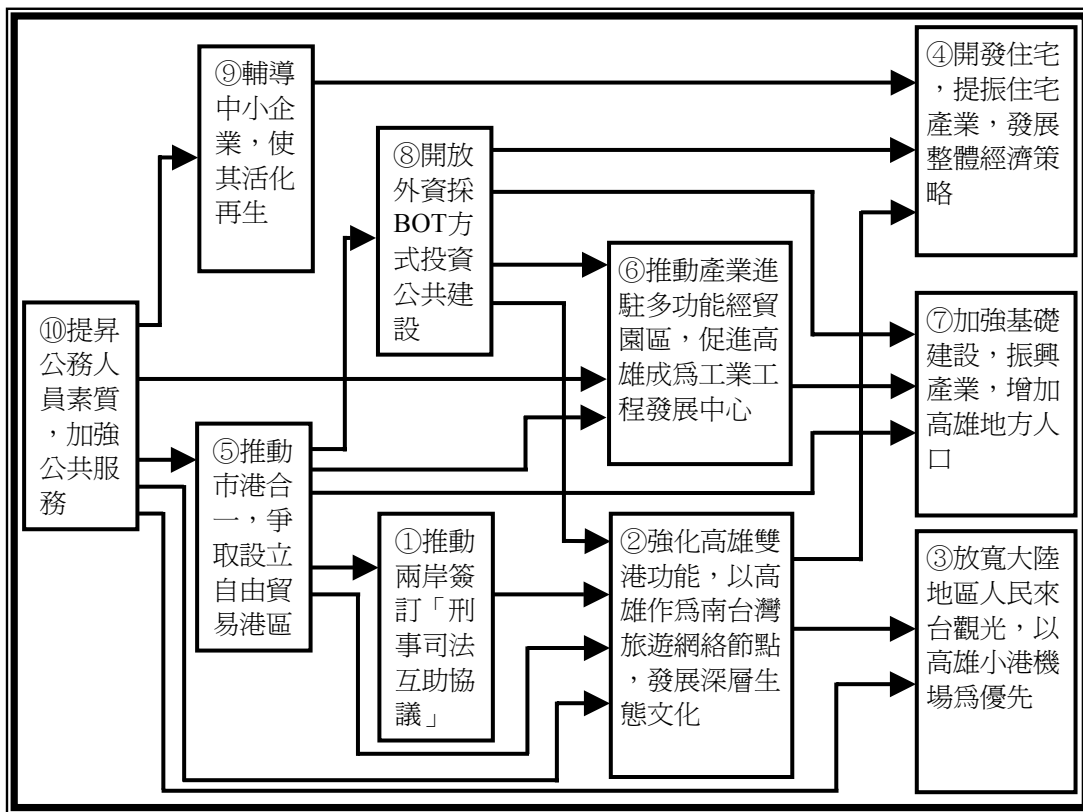 ⑨輔導
中小企
業，使
其活化
再生
④開發住宅
，提振住宅
產業，發展
整體經濟策
略
⑧開放
外資採
BOT方
式投資
公共建
設
⑥推動產業進
駐多功能經貿
園區，促進高
雄成爲工業工
程發展中心
⑦加強基礎
建設，振興
產業，增加
高雄地方人
口
⑩提昇
公務人
員素質
，加強
公共服
務
⑤推動
市港合
一，爭
取設立
自由貿
易港區
①推動
兩岸簽
訂「刑
事司法
互助協
議」
②強化高雄雙
港功能，以高
雄作爲南台灣
旅遊網絡節點
，發展深層生
態文化
③放寬大陸
地區人民來
台觀光，以
高雄小港機
場爲優先